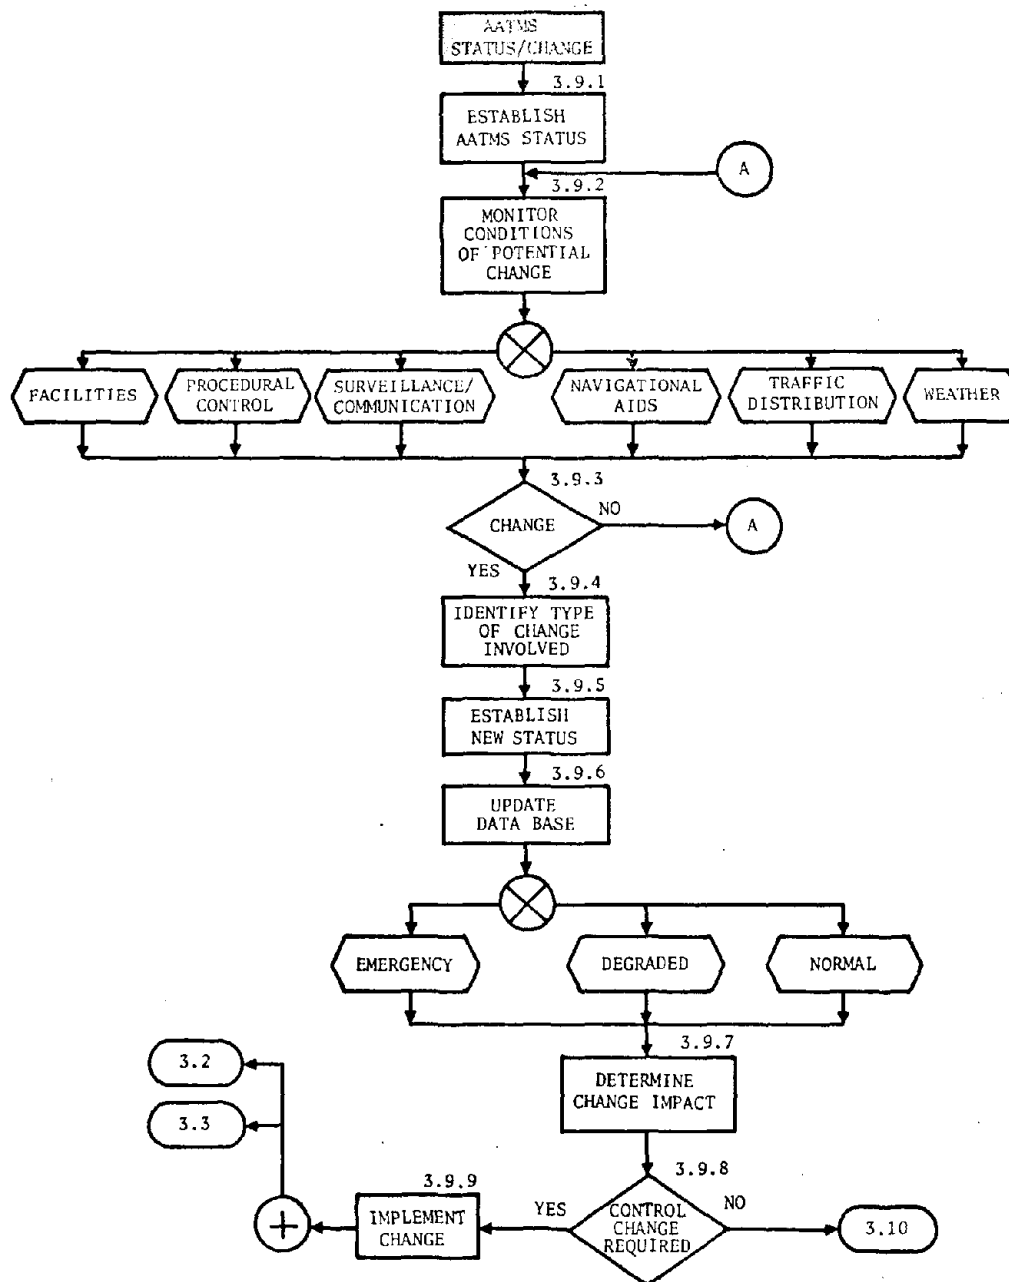 AATMS
STATUS/CHANGE
3.9.1
ESTABLISH
AATMS STATUS
A
3.9.2
MONITOR
CONDITIONS
OF POTENTIAL
CHANGE
FACILITIES
PROCEDURAL
CONTROL
SURVEILLANCE/
COMMUNICATION
NAVIGATIONAL
AIDS
TRAFFIC
DISTRIBUTION
WEATHER
3.9.3
CHANGE
NO
A
YES
3.9.4
IDENTIFY TYPE
OF CHANGE
INVOLVED
3.9.5
ESTABLISH
NEW STATUS
3.9.6
UPDATE
DATA BASE
EMERGENCY
DEGRADED
NORMAL
3.9.7
DETERMINE
CHANGE IMPACT
3.2
3.3
3.9.8
CONTROL
CHANGE
REQUIRED
YES
NO
3.9.9
IMPLEMENT
CHANGE
3.10